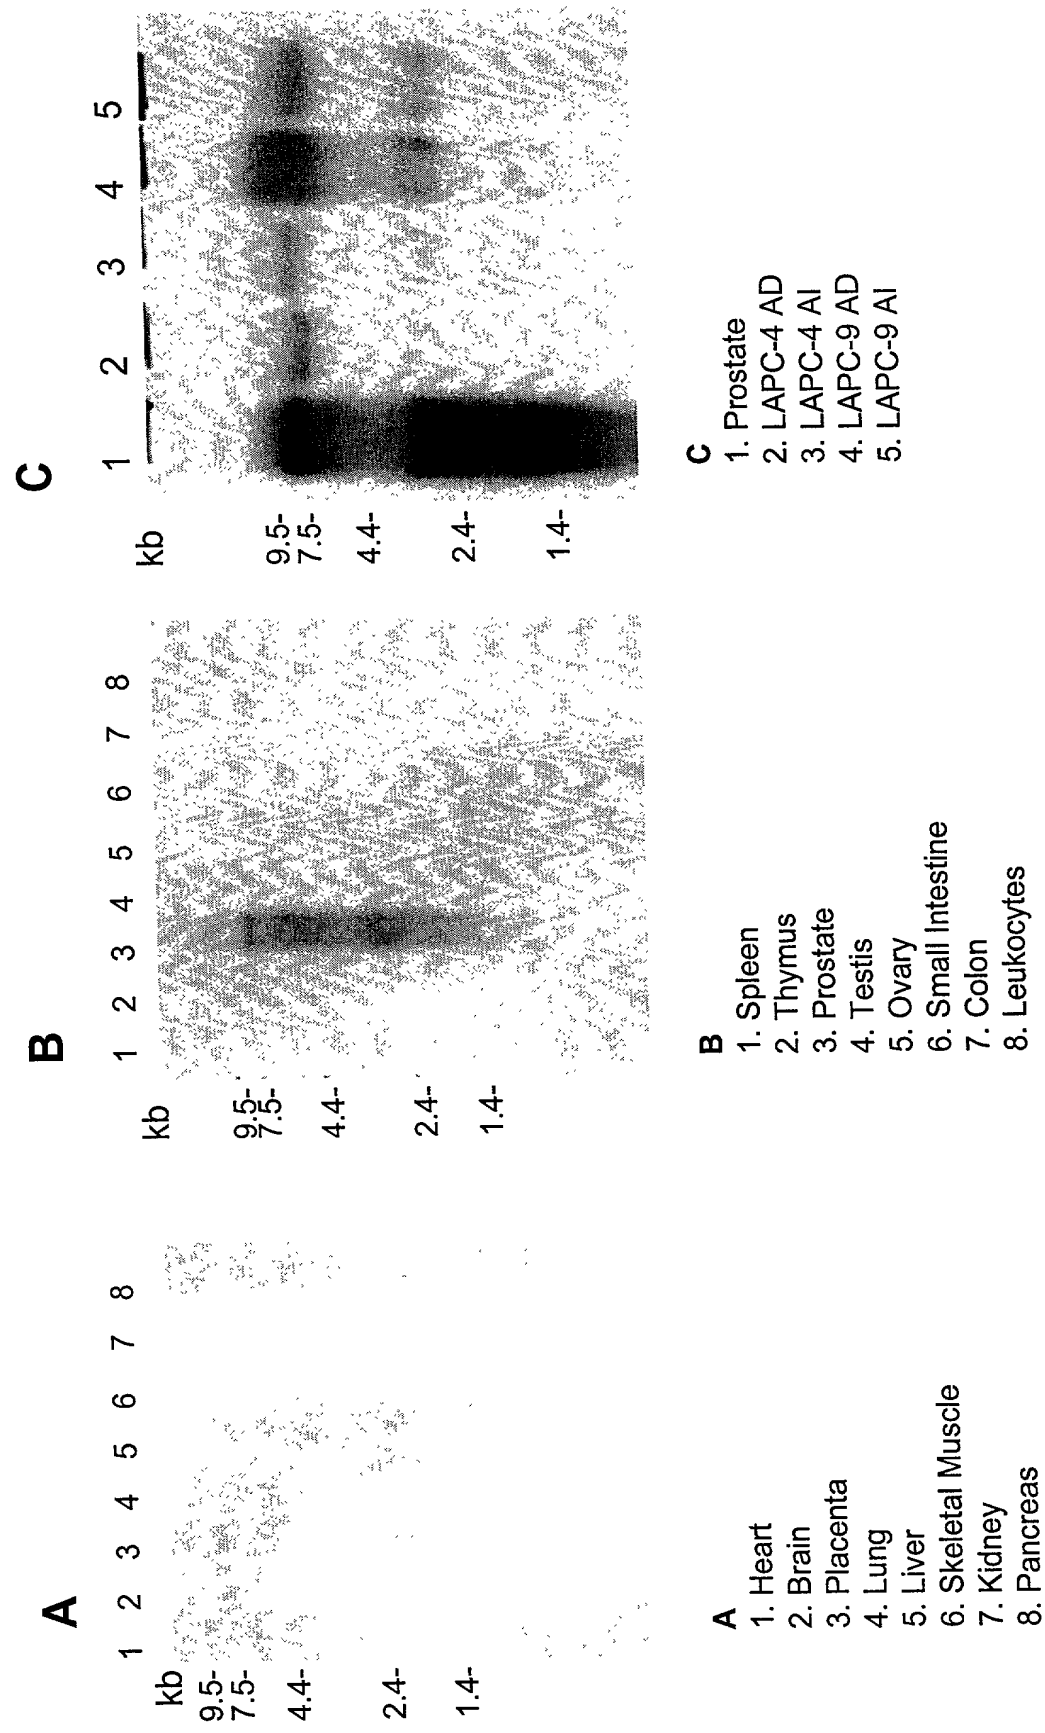 A
1 2 3 4 5 6 7 8
kb
9.5-
7.5-
4.4-
2.4-
1.4-
A
1. Heart
2. Brain
3. Placenta
4. Lung
5. Liver
6. Skeletal Muscle
7. Kidney
8. Pancreas
B
1 2 3 4 5 6 7 8
kb
9.5-
7.5-
4.4-
2.4-
1.4-
B
1. Spleen
2. Thymus
3. Prostate
4. Testis
5. Ovary
6. Small Intestine
7. Colon
8. Leukocytes
C
1 2 3 4 5
kb
9.5-
7.5-
4.4-
2.4-
1.4-
C
1. Prostate
2. LAPC-4 AD
3. LAPC-4 AI
4. LAPC-9 AD
5. LAPC-9 AI